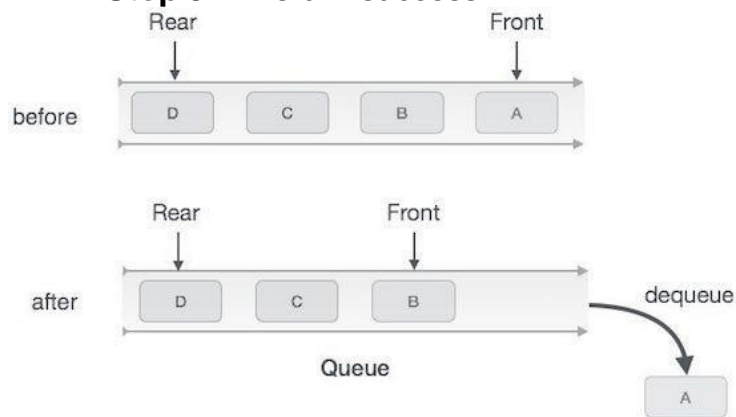 Rear Front
before D C B A
Rear Front
after D C B
dequeue
Queue
A